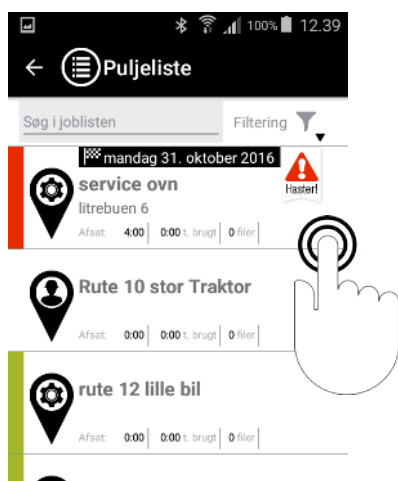 100% 12.39
Puljeliste
Søg i joblisten Filtering
mandag 31. oktober 2016
service ovn
Haster!
litrebuen 6
Afsat: 4:00 0:00 t. brugt 0 filer
Rute 10 stor Traktor
Afsat: 0:00 0:00 t. brugt 0 filer
rute 12 lille bil
Afsat: 0:00 0:00 t. brugt 0 filer